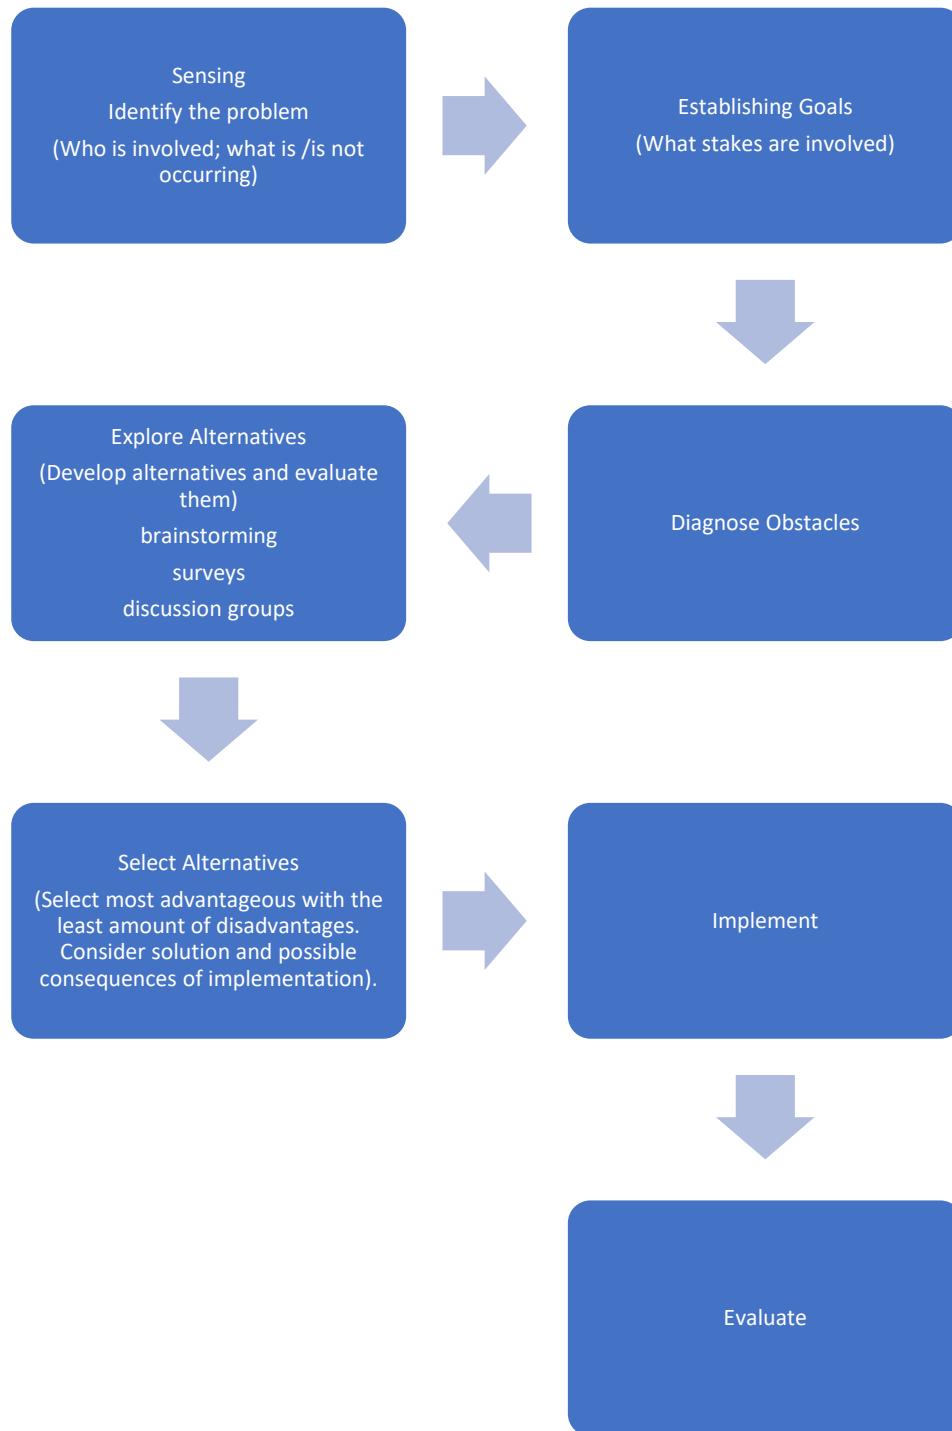 Sensing
Identify the problem
(Who is involved; what is /is not
occurring)
Establishing Goals
(What stakes are involved)
Diagnose Obstacles
Explore Alternatives
(Develop alternatives and evaluate
them)
brainstorming
surveys
discussion groups
Select Alternatives
(Select most advantageous with the
least amount of disadvantages.
Consider solution and possible
consequences of implementation).
Implement
Evaluate